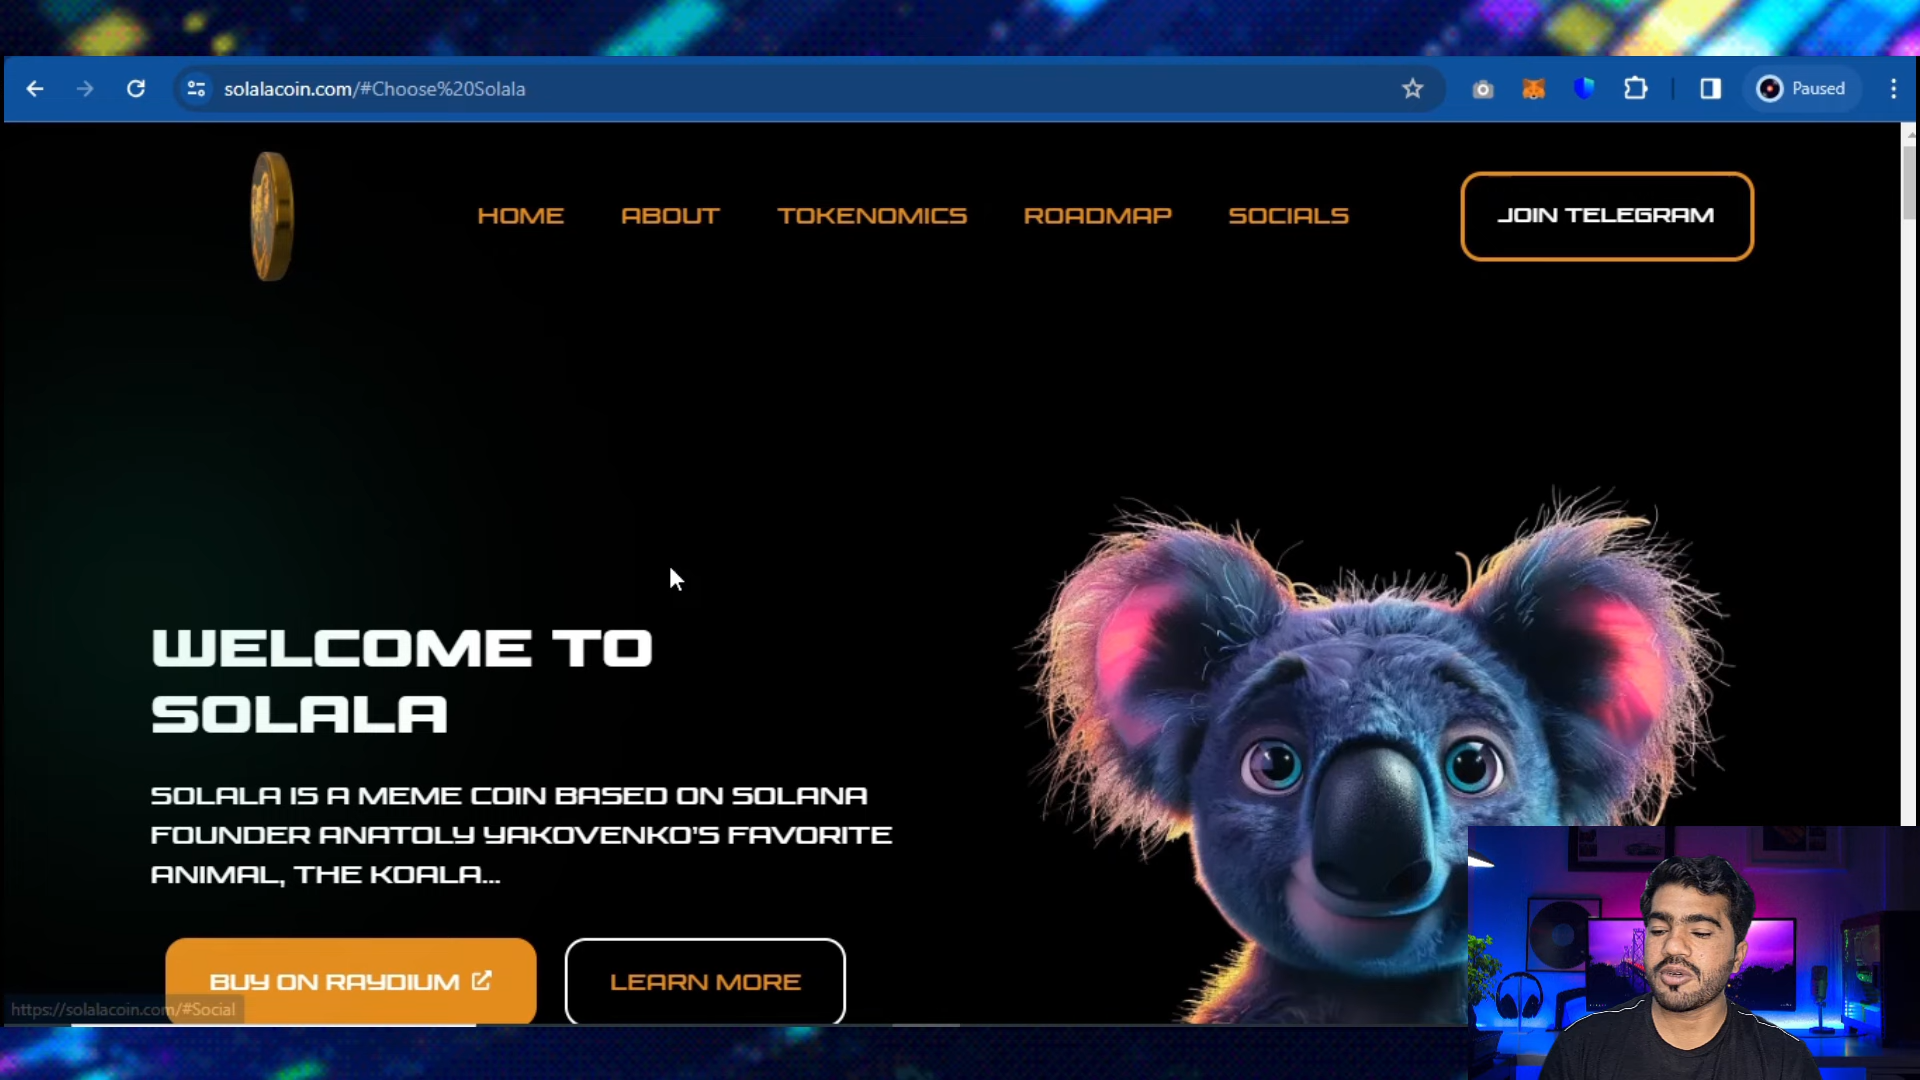 solalacoin.com/#Choose%20Solala
Paused
HOME
ABOUT
TOKENOMICS
ROADMAP
SOCIALS
JOIN TELEGRAM
WELCOME TO
SOLALA
SOLALA IS A MEME COIN BASED ON SOLANA
FOUNDER ANATOLY YAKOVENKO'S FAVORITE
ANIMAL, THE KOALA...
BUY ON RAYDIUM
LEARN MORE
https://solalacoin.com/#Social